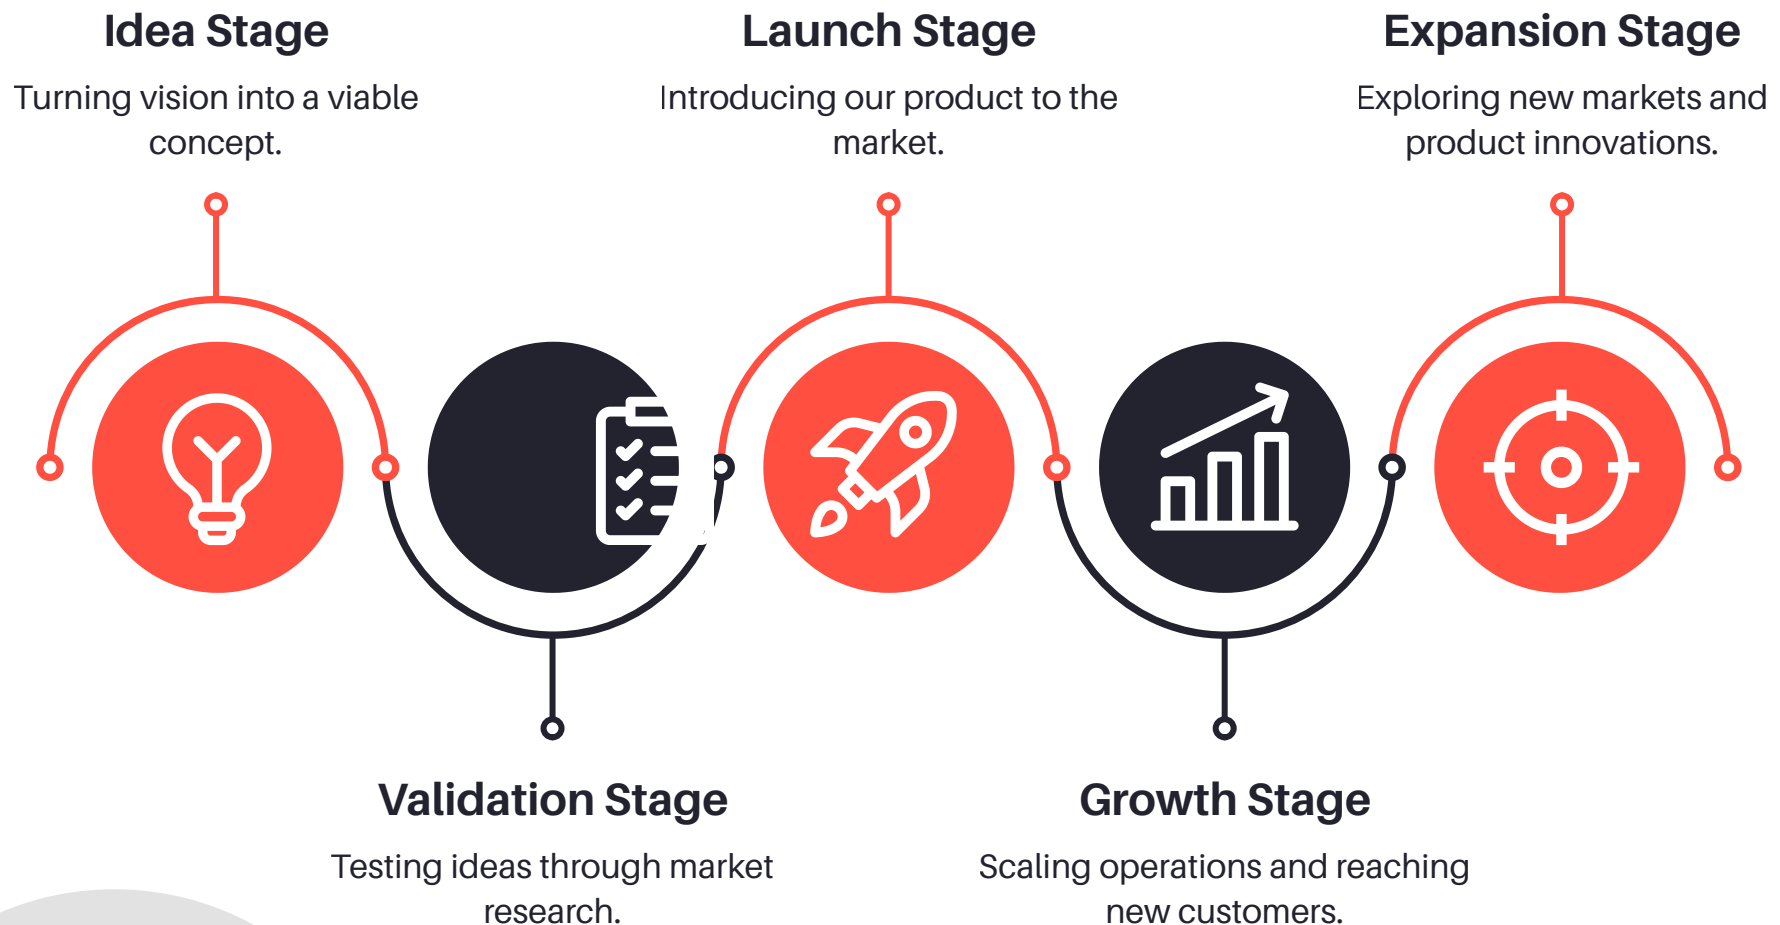 Idea Stage
Turning vision into a viable
concept.
Launch Stage
Introducing our product to the
market.
Expansion Stage
Exploring new markets and
product innovations.
Validation Stage
Testing ideas through market
research.
Growth Stage
Scaling operations and reaching
new customers.